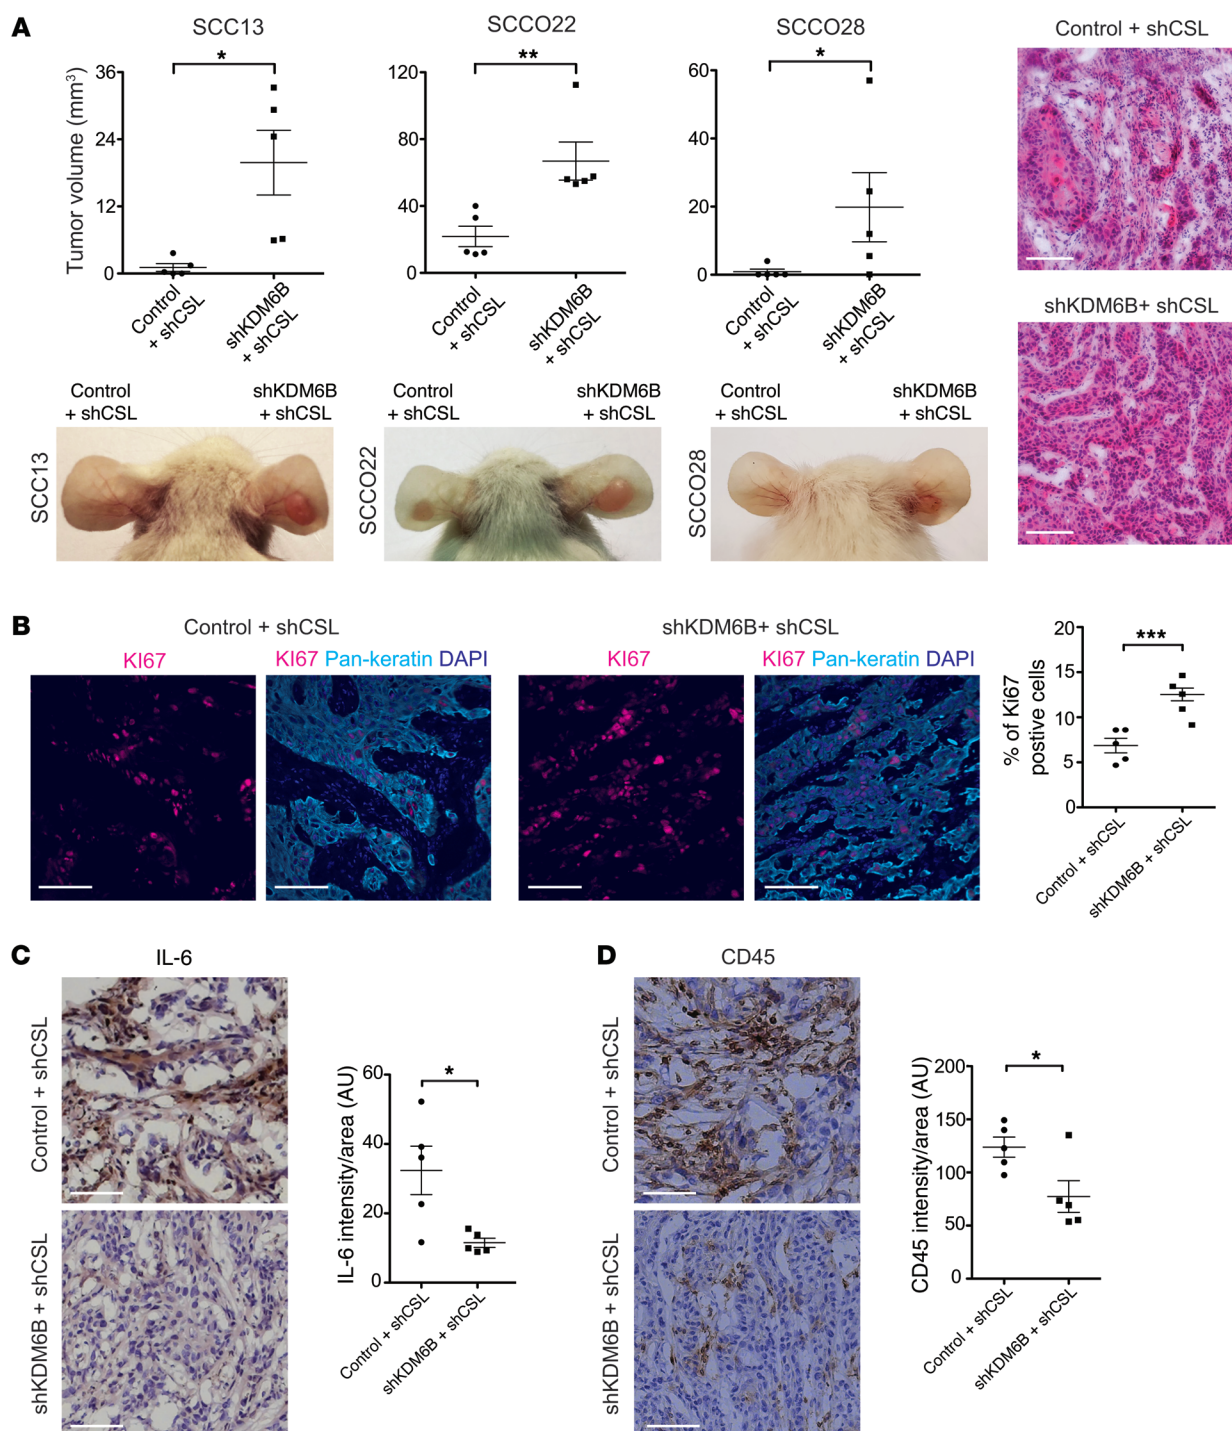 A
SCC13
SCCO22
SCCO28
Control + shCSL
*
**
*
Tumor volume (mm³)
36
24
12
0
120
80
40
0
60
40
20
0
Control
+ shCSL
shKDM6B
+ shCSL
Control
+ shCSL
shKDM6B
+ shCSL
Control
+ shCSL
shKDM6B
+ shCSL
shKDM6B+ shCSL
Control
+ shCSL
shKDM6B
+ shCSL
Control
+ shCSL
shKDM6B
+ shCSL
Control
+ shCSL
shKDM6B
+ shCSL
SCC13
SCCO22
SCCO28
B
Control + shCSL
shKDM6B+ shCSL
KI67
KI67 Pan-keratin DAPI
KI67
KI67 Pan-keratin DAPI
% of Ki67
postive cells
20
15
10
5
0
***
Control + shCSL
shKDM6B + shCSL
C
IL-6
Control + shCSL
shKDM6B + shCSL
IL-6 intensity/area (AU)
60
40
20
0
*
Control + shCSL
shKDM6B + shCSL
D
CD45
Control + shCSL
shKDM6B + shCSL
CD45 intensity/area (AU)
200
150
100
50
0
*
Control + shCSL
shKDM6B + shCSL